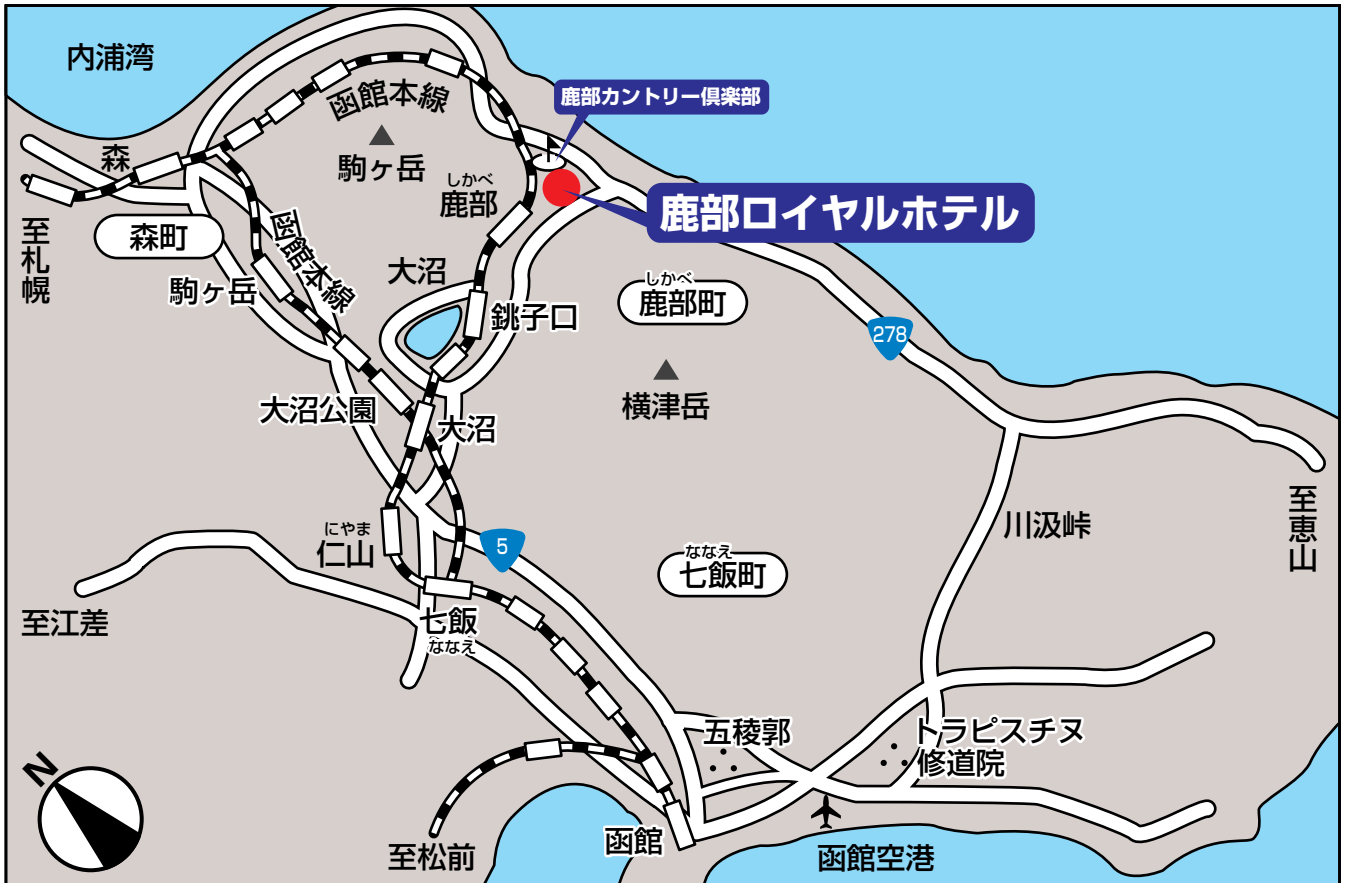 内浦湾
鹿部カントリー倶楽部
函館本線
駒ヶ岳
森
しかべ
鹿部
鹿部ロイヤルホテル
至札幌
森町
函館本線
駒ヶ岳
大沼
銚子口
しかべ
鹿部町
278
横津岳
大沼公園
大沼
至恵山
川汲峠
にやま
仁山
5
ななえ
七飯町
至江差
七飯
ななえ
五稜郭
トラピスチヌ
修道院
N
函館
至松前
函館空港